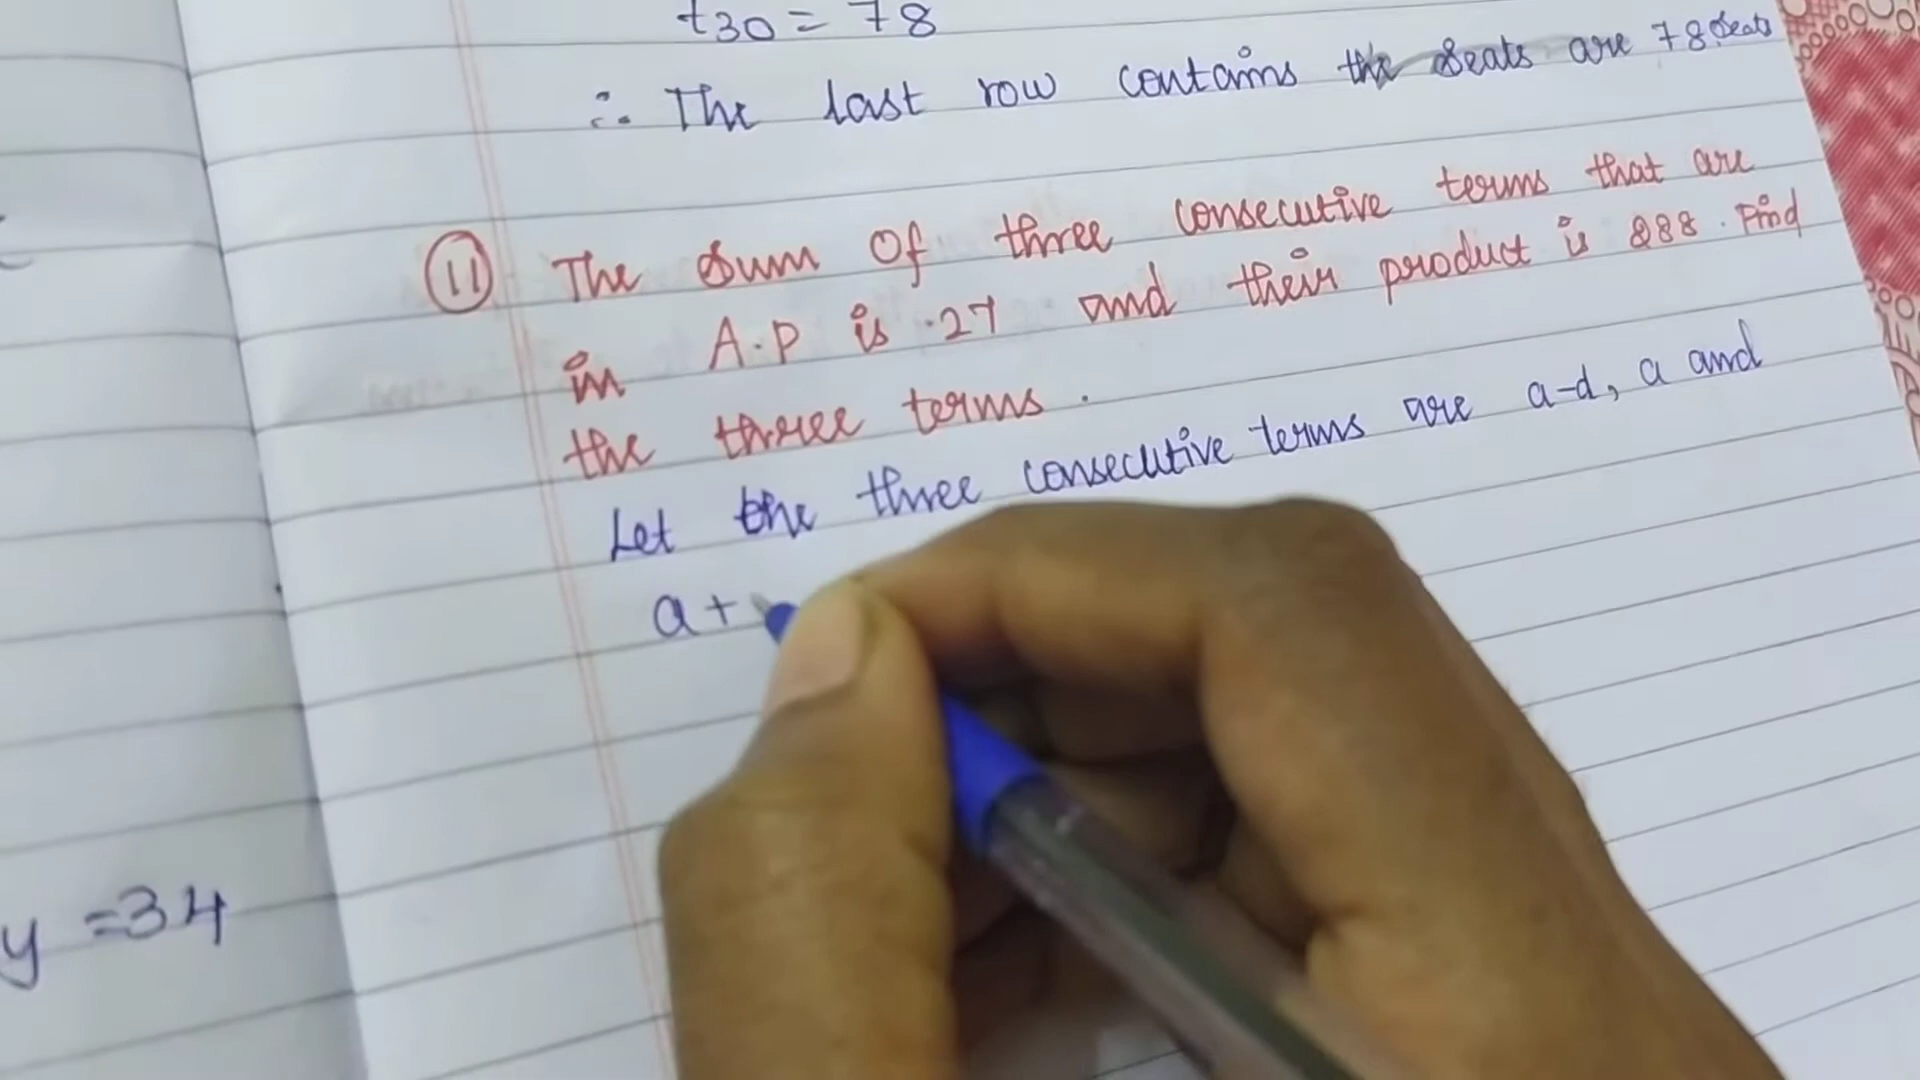 t30 = 78
∴ The last row contains the seats are 78 seats
11 The sum of three consecutive terms that are
in A.P is 27 and their product is 288. Find
the three terms.
Let the three consecutive terms are a-d, a and
a+
y =34